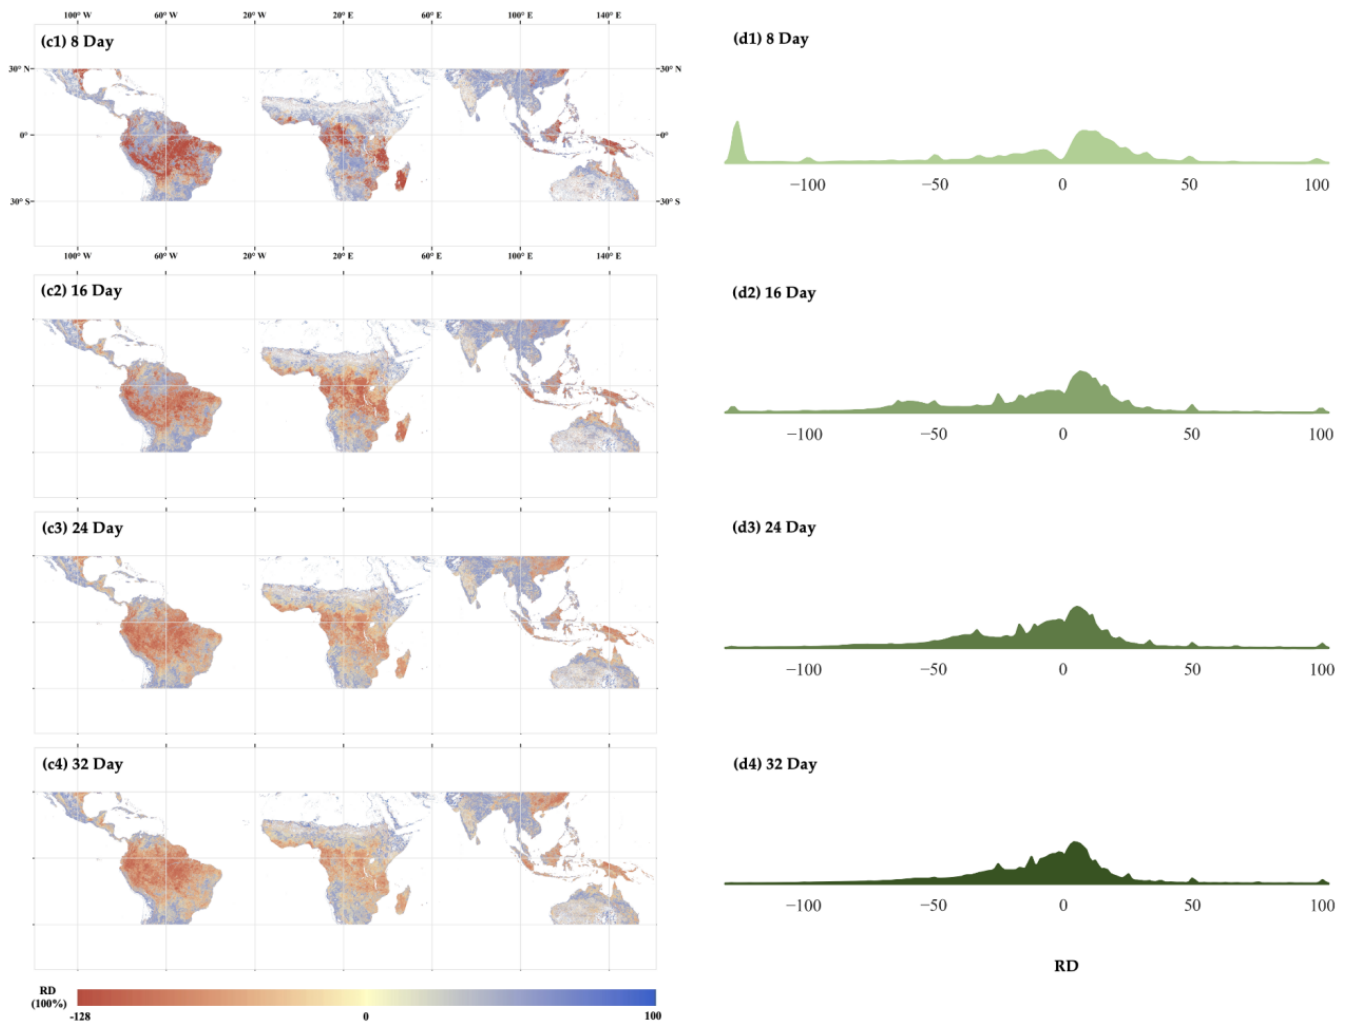 100° W 60° W 20° W 20° E 60° E 100° E 140° E
(c1) 8 Day
30° N 30° N
0° 0°
30° S 30° S
100° W 60° W 20° W 20° E 60° E 100° E 140° E
(c2) 16 Day
(c3) 24 Day
(c4) 32 Day
RD
(100%)
-128 0 100
(d1) 8 Day
−100 −50 0 50 100
(d2) 16 Day
−100 −50 0 50 100
(d3) 24 Day
−100 −50 0 50 100
(d4) 32 Day
−100 −50 0 50 100
RD